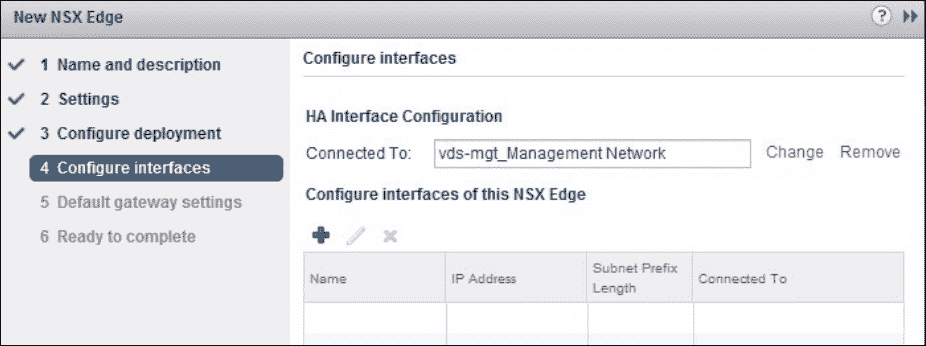 New NSX Edge
?
1 Name and description
2 Settings
3 Configure deployment
4 Configure interfaces
5 Default gateway settings
6 Ready to complete
Configure interfaces
HA Interface Configuration
Connected To: vds-mgt_Management Network Change Remove
Configure interfaces of this NSX Edge
Name IP Address Subnet Prefix Length Connected To